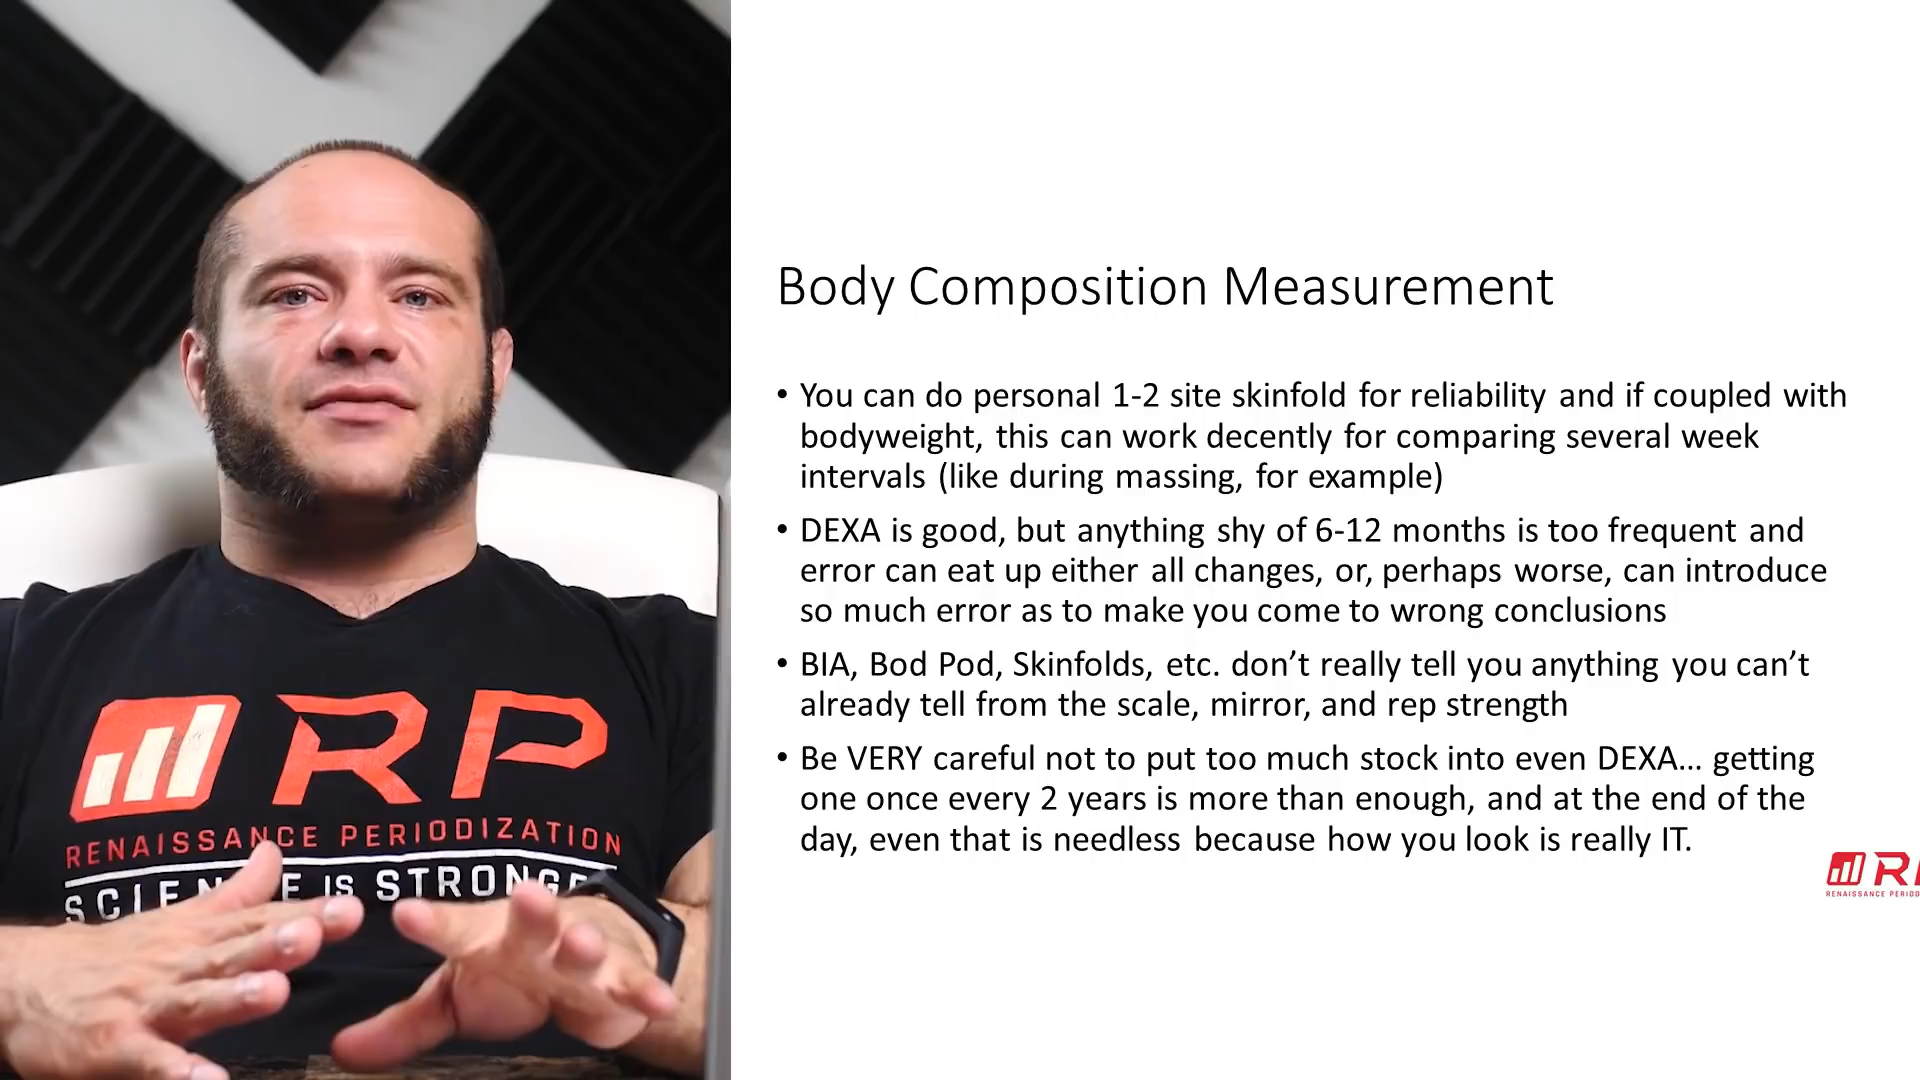 Body Composition Measurement
• You can do personal 1-2 site skinfold for reliability and if coupled with
bodyweight, this can work decently for comparing several week
intervals (like during massing, for example)
• DEXA is good, but anything shy of 6-12 months is too frequent and
error can eat up either all changes, or, perhaps worse, can introduce
so much error as to make you come to wrong conclusions
• BIA, Bod Pod, Skinfolds, etc. don’t really tell you anything you can’t
already tell from the scale, mirror, and rep strength
• Be VERY careful not to put too much stock into even DEXA... getting
one once every 2 years is more than enough, and at the end of the
day, even that is needless because how you look is really IT.
RP
RENAISSANCE PERIODIZATION
IS
R
RENAISSANCE